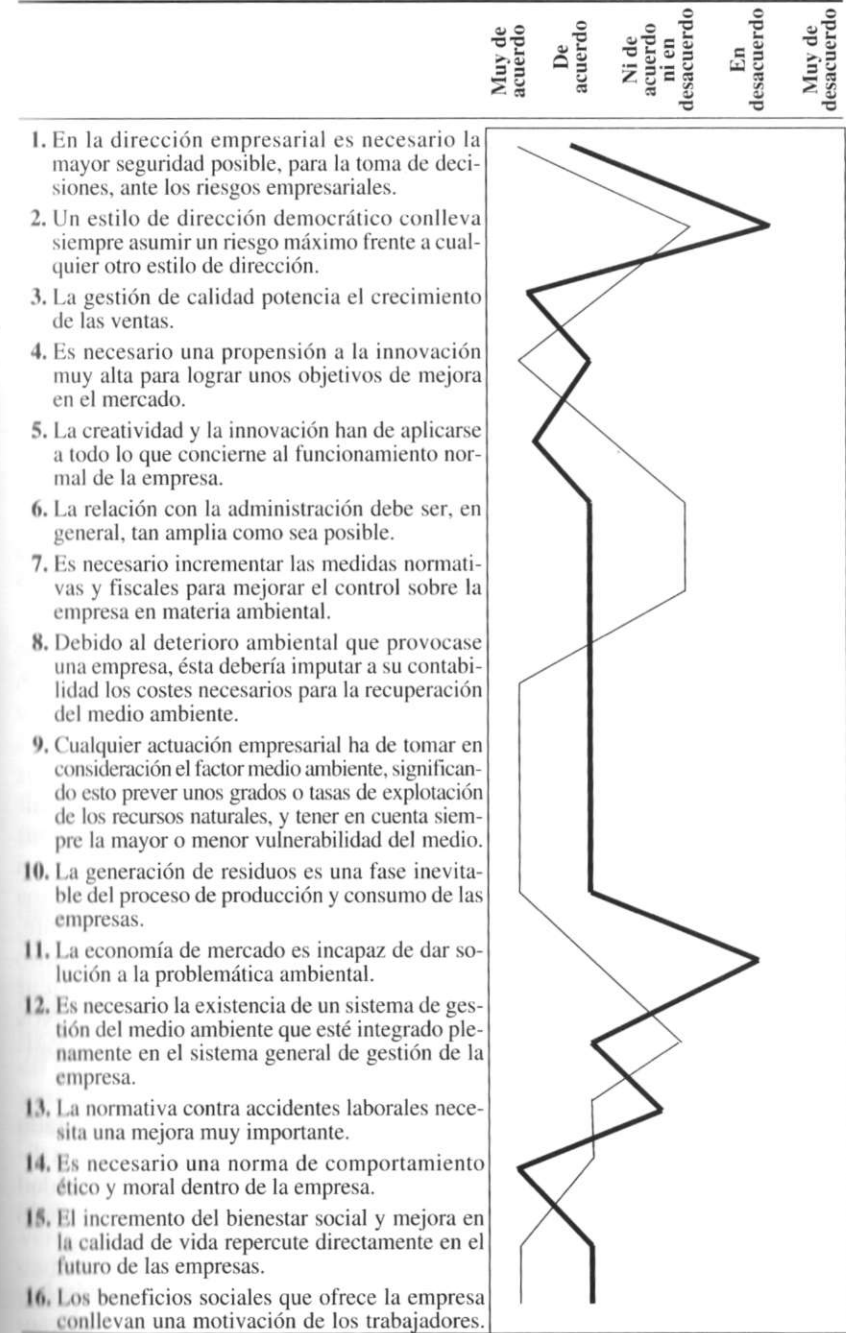 Muy de
acuerdo
De
acuerdo
Ni de
acuerdo
ni en
desacuerdo
En
desacuerdo
Muy de
desacuerdo
1. En la dirección empresarial es necesario la
mayor seguridad posible, para la toma de deci-
siones, ante los riesgos empresariales.
2. Un estilo de dirección democrático conlleva
siempre asumir un riesgo máximo frente a cual-
quier otro estilo de dirección.
3. La gestión de calidad potencia el crecimiento
de las ventas.
4. Es necesario una propensión a la innovación
muy alta para lograr unos objetivos de mejora
en el mercado.
5. La creatividad y la innovación han de aplicarse
a todo lo que concierne al funcionamiento nor-
mal de la empresa.
6. La relación con la administración debe ser, en
general, tan amplia como sea posible.
7. Es necesario incrementar las medidas normati-
vas y fiscales para mejorar el control sobre la
empresa en materia ambiental.
8. Debido al deterioro ambiental que provocase
una empresa, ésta debería imputar a su contabi-
lidad los costes necesarios para la recuperación
del medio ambiente.
9. Cualquier actuación empresarial ha de tomar en
consideración el factor medio ambiente, significan-
do esto prever unos grados o tasas de explotación
de los recursos naturales, y tener en cuenta siem-
pre la mayor o menor vulnerabilidad del medio.
10. La generación de residuos es una fase inevita-
ble del proceso de producción y consumo de las
empresas.
11. La economía de mercado es incapaz de dar so-
lución a la problemática ambiental.
12. Es necesario la existencia de un sistema de ges-
tión del medio ambiente que esté integrado ple-
namente en el sistema general de gestión de la
empresa.
13. La normativa contra accidentes laborales nece-
sita una mejora muy importante.
14. Es necesario una norma de comportamiento
ético y moral dentro de la empresa.
15. El incremento del bienestar social y mejora en
la calidad de vida repercute directamente en el
futuro de las empresas.
16. Los beneficios sociales que ofrece la empresa
conllevan una motivación de los trabajadores.